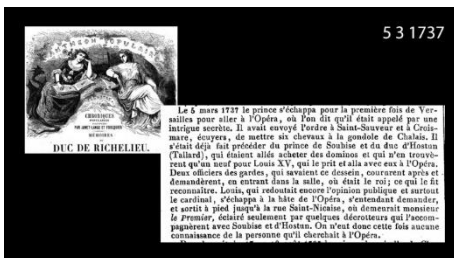 5 3 1737
PANTHÉON POPULAIRE
CHRONIQUES
MÉMOIRES
DUC DE RICHELIEU.
Le 5 mars 1737 le prince s'échappa pour la première fois de Ver-
sailles pour aller à l'Opéra, où l'on dit qu'il était appelé par une
intrigue secrète. Il avait envoyé l'ordre à Saint-Sauveur et à Crois-
mare, écuyers, de mettre six chevaux à la gondole de Chalais. Il
s'était déjà fait précéder du prince de Soubise et du duc d'Hostun
(Tallard), qui étaient allés acheter des dominos et qui n'en trouvè-
rent qu'un neuf pour Louis XV, qui le prit et alla avec eux à l'Opéra.
Deux officiers des gardes, qui savaient ce dessein, coururent après et
demandèrent, en entrant dans la salle, où était le roi; ce qui le fit
reconnaître. Louis, qui redoutait encore l'opinion publique et surtout
le cardinal, s'échappa à la hâte de l'Opéra, s'entendant demander,
et sortit à pied jusqu'à la rue Saint-Nicaise, où demeurait monsieur
le Premier, éclairé seulement par quelques décrotteurs qui l'accom-
pagnèrent avec Soubise et d'Hostun. On n'eut donc cette fois aucune
connaissance de la personne qu'il cherchait à l'Opéra.